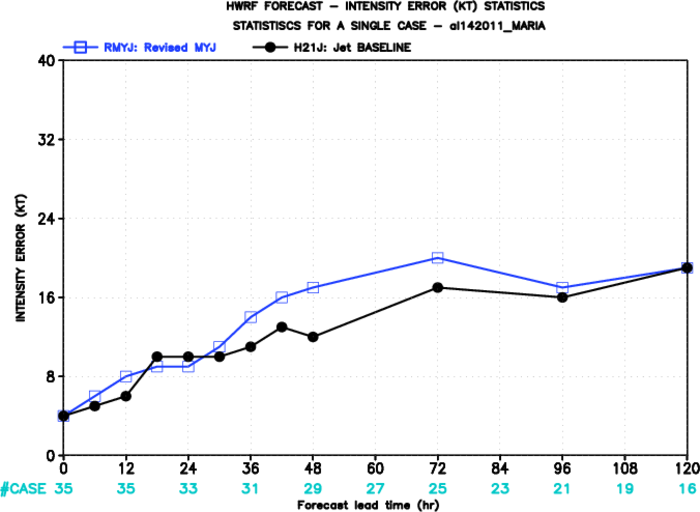 HWRF FORECAST – INTENSITY ERROR (KT) STATISTICS
STATISTISCS FOR A SINGLE CASE – al142011_MARIA
RMYJ: Revised MYJ H21J: Jet BASELINE
40
32
24
16
8
0
INTENSITY ERROR (KT)
0 12 24 36 48 60 72 84 96 108 120
#CASE 35 35 33 31 29 27 25 23 21 19 16
Forecast lead time (hr)